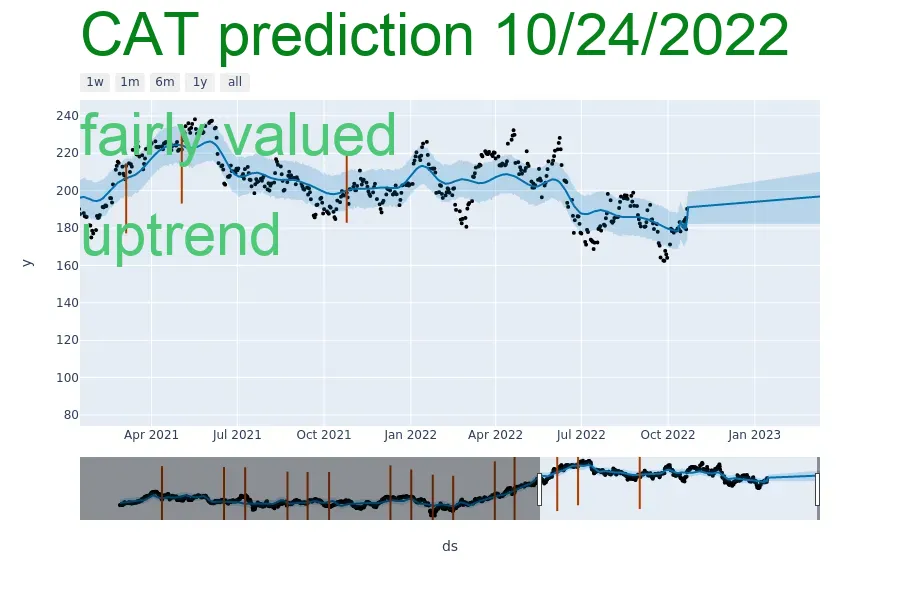 CAT prediction 10/24/2022
1w 1m 6m 1y all
240
fairly valued
220
200
180
uptrend
160
140
120
100
80
y
Apr 2021 Jul 2021 Oct 2021 Jan 2022 Apr 2022 Jul 2022 Oct 2022 Jan 2023
ds